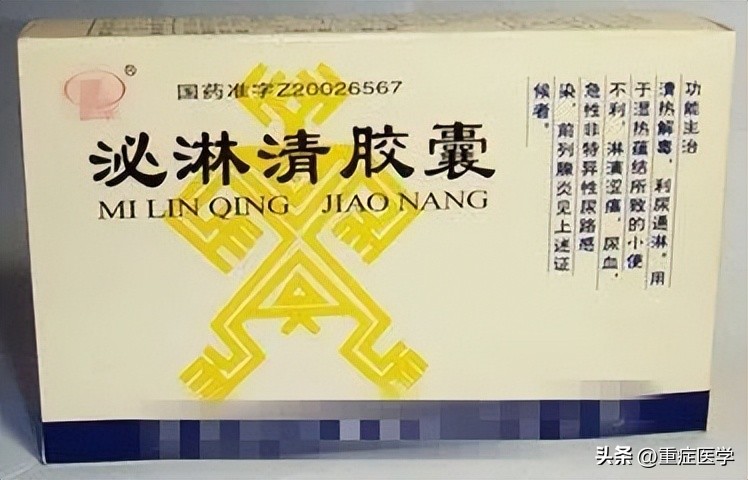 国药准字Z20026567
泌淋清胶囊
MI LIN QING JIAO NANG
功能主治
清热解毒，利尿通淋。用
于湿热蕴结所致的小便
不利，淋漓涩痛，尿血，
急性非特异性尿路感
染，前列腺炎见上述证
候者。
头条 @重症医学